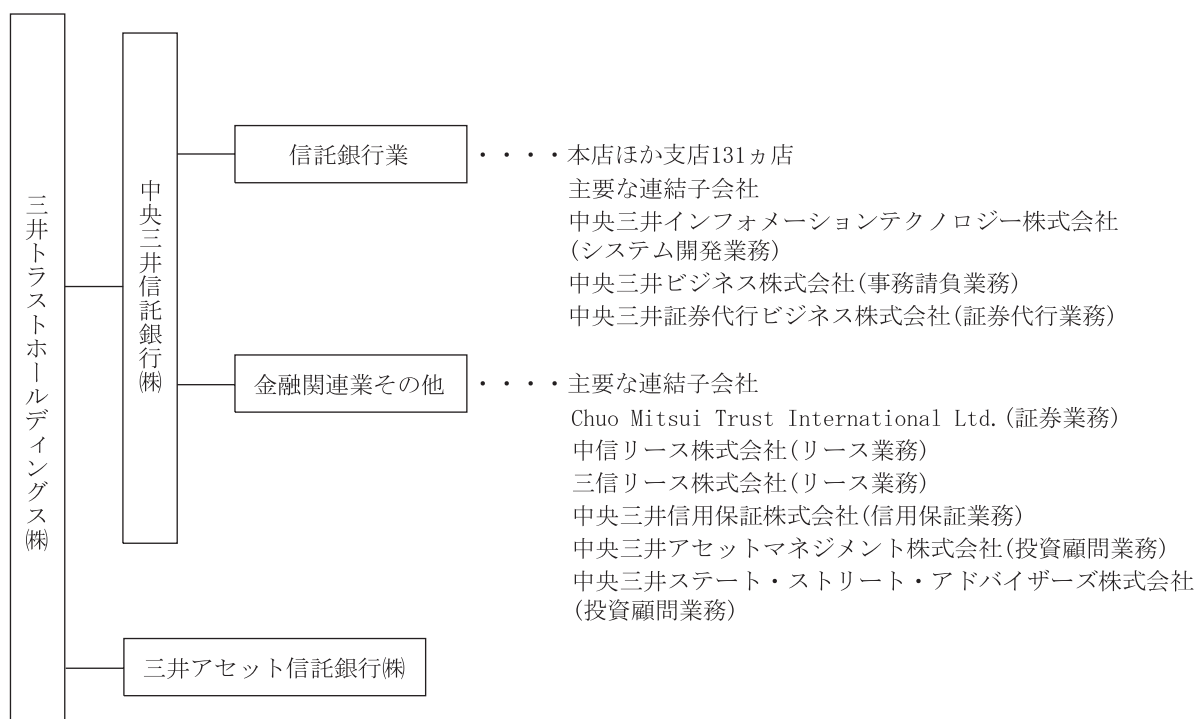 三井トラストホールディングス㈱
中央三井信託銀行㈱
信託銀行業
・・・・本店ほか支店131ヵ店
主要な連結子会社
中央三井インフォメーションテクノロジー株式会社
(システム開発業務)
中央三井ビジネス株式会社(事務請負業務)
中央三井証券代行ビジネス株式会社(証券代行業務)
金融関連業その他
・・・・主要な連結子会社
Chuo Mitsui Trust International Ltd.(証券業務)
中信リース株式会社(リース業務)
三信リース株式会社(リース業務)
中央三井信用保証株式会社(信用保証業務)
中央三井アセットマネジメント株式会社(投資顧問業務)
中央三井ステート・ストリート・アドバイザーズ株式会社
(投資顧問業務)
三井アセット信託銀行㈱